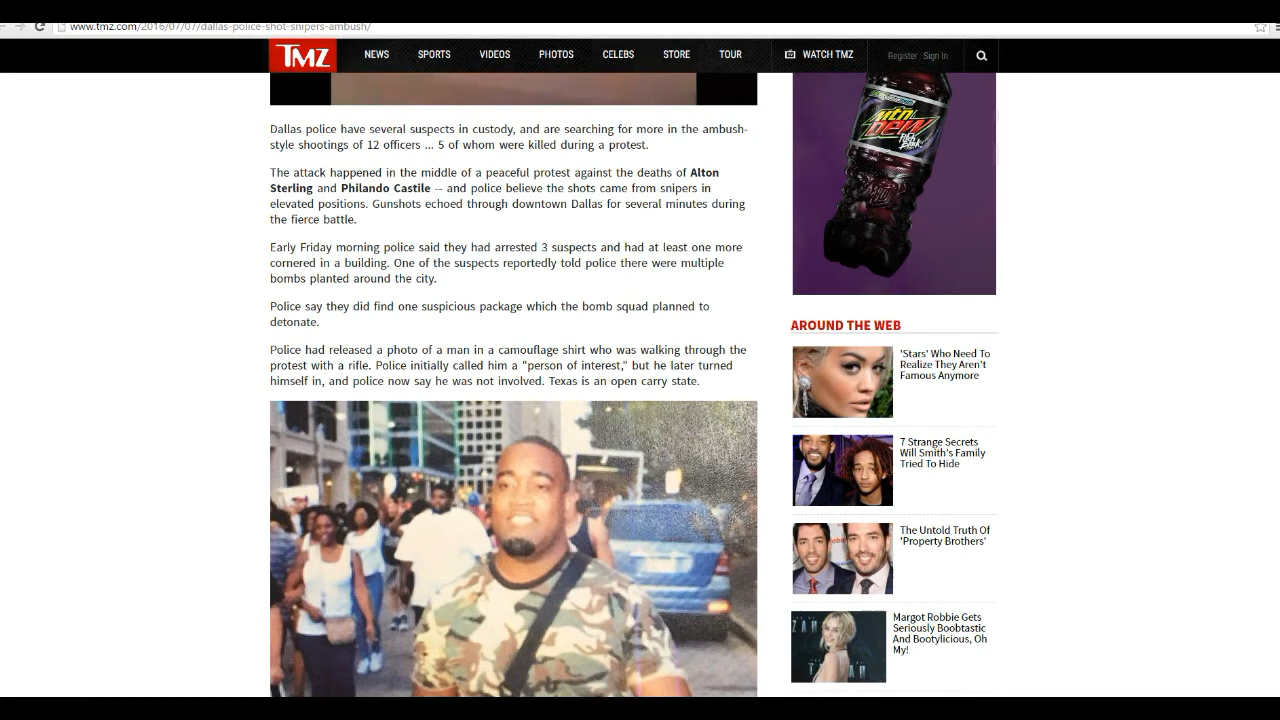 www.tmz.com/2016/07/07/dallas-police-shot-snipers-ambush/
TMZ
NEWS
SPORTS
VIDEOS
PHOTOS
CELEBS
STORE
TOUR
WATCH TMZ
Register Sign In
Dallas police have several suspects in custody, and are searching for more in the ambush-
style shootings of 12 officers ... 5 of whom were killed during a protest.
The attack happened in the middle of a peaceful protest against the deaths of Alton
Sterling and Philando Castile -- and police believe the shots came from snipers in
elevated positions. Gunshots echoed through downtown Dallas for several minutes during
the fierce battle.
Early Friday morning police said they had arrested 3 suspects and had at least one more
cornered in a building. One of the suspects reportedly told police there were multiple
bombs planted around the city.
Police say they did find one suspicious package which the bomb squad planned to
detonate.
Police had released a photo of a man in a camouflage shirt who was walking through the
protest with a rifle. Police initially called him a "person of interest," but he later turned
himself in, and police now say he was not involved. Texas is an open carry state.
mtn
DEW
Pitch
Black
AROUND THE WEB
'Stars' Who Need To
Realize They Aren't
Famous Anymore
7 Strange Secrets
Will Smith's Family
Tried To Hide
The Untold Truth Of
'Property Brothers'
Margot Robbie Gets
Seriously Boobtastic
And Bootylicious, Oh
My!